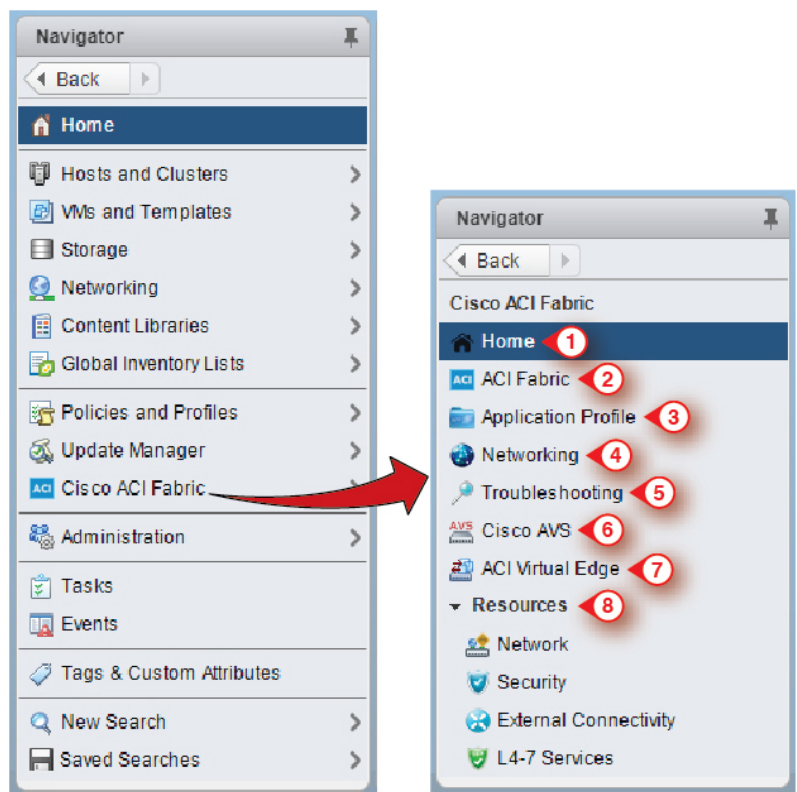 Navigator
Back
Home
Hosts and Clusters
VMs and Templates
Storage
Networking
Content Libraries
Global Inventory Lists
Policies and Profiles
Update Manager
ACI Cisco ACI Fabric
Administration
Tasks
Events
Tags & Custom Attributes
New Search
Saved Searches
Navigator
Back
Cisco ACI Fabric
Home 1
ACI ACI Fabric 2
Application Profile 3
Networking 4
Troubleshooting 5
AVS Cisco AVS 6
ACI Virtual Edge 7
Resources 8
Network
Security
External Connectivity
L4-7 Services